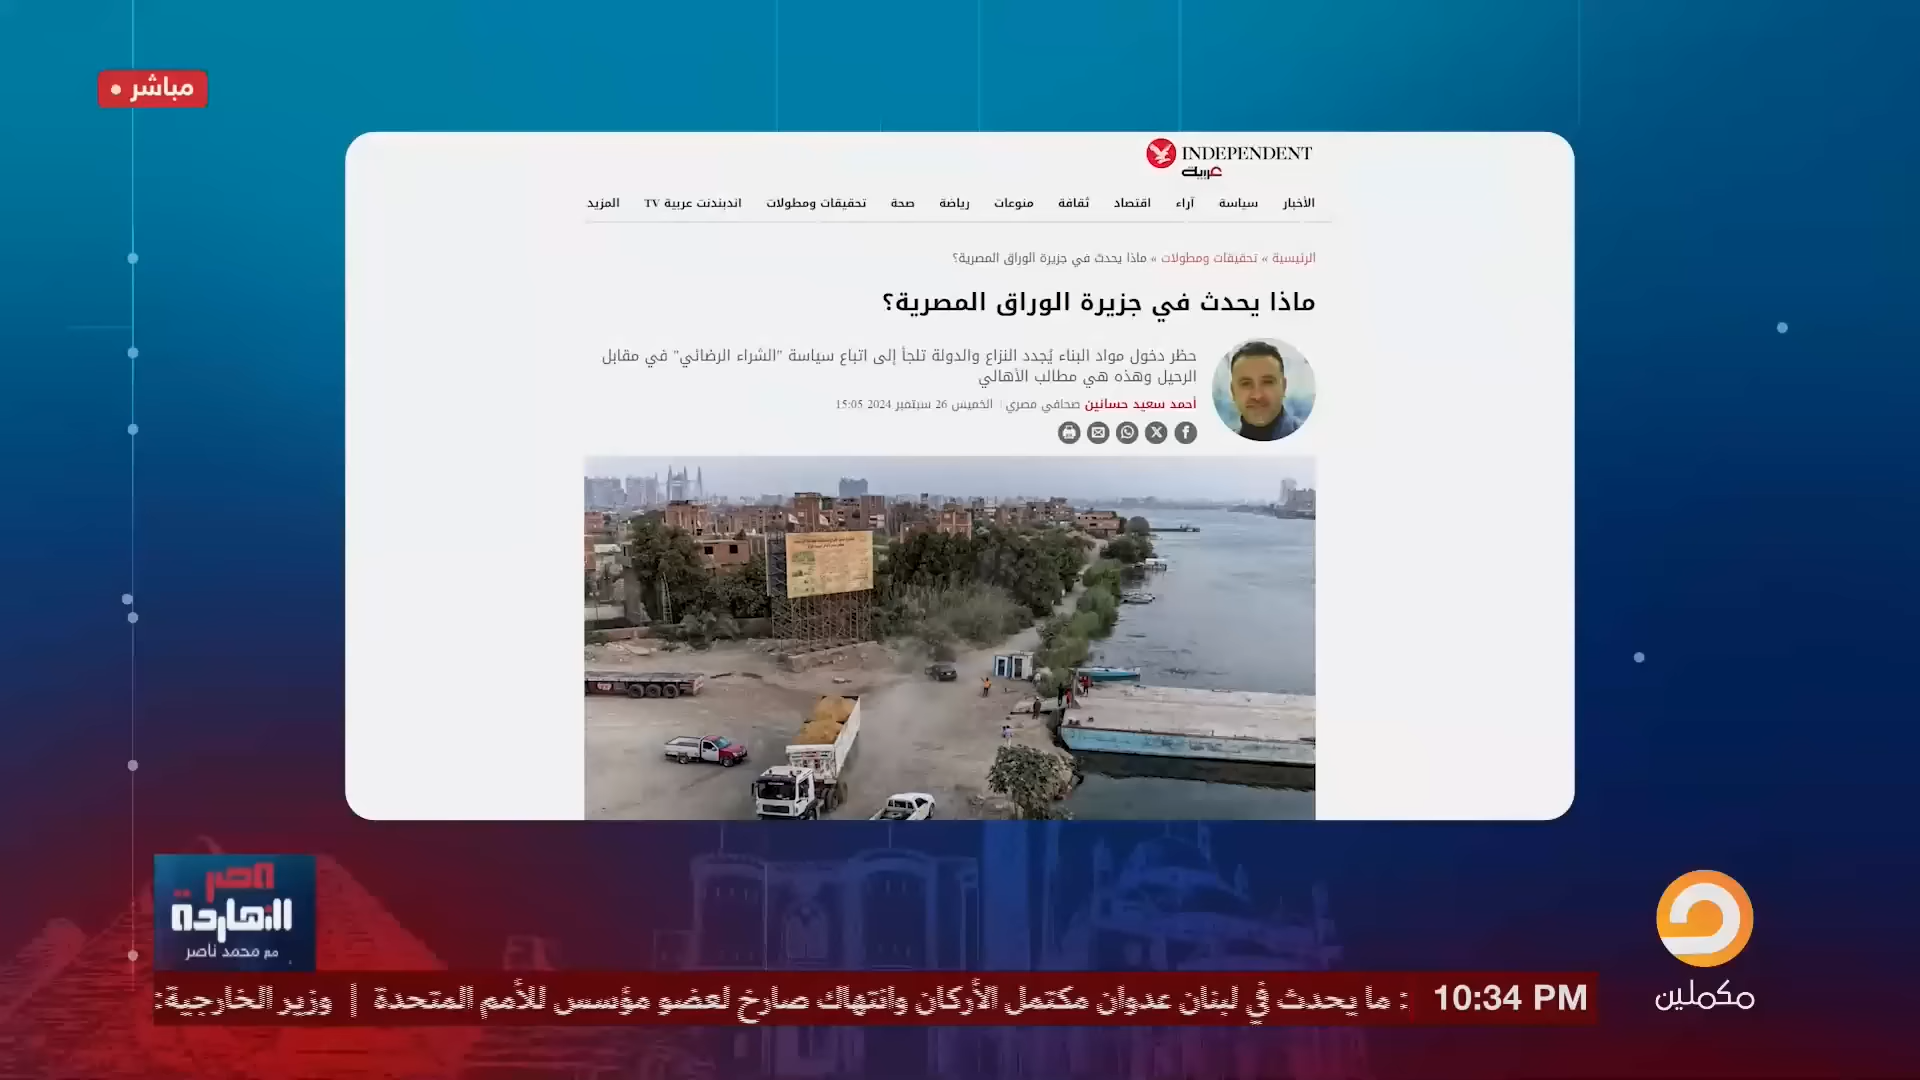 مباشر
INDEPENDENT
عربية
الأخبار سياسة آراء اقتصاد ثقافة منوعات رياضة صحة تحقيقات ومطولات اندبندنت عربية TV المزيد
الرئيسية » تحقيقات ومطولات » ماذا يحدث في جزيرة الوراق المصرية؟
ماذا يحدث في جزيرة الوراق المصرية؟
حظر دخول مواد البناء يُجدد النزاع والدولة تلجأ إلى اتباع سياسة "الشراء الرضائي" في مقابل
الرحيل وهذه هي مطالب الأهالي
أحمد سعيد حسانين صحافي مصري | الخميس 26 سبتمبر 2024 15:05
مصر
النهاردة
مع محمد ناصر
10:34 PM
: ما يحدث في لبنان عدوان مكتمل الأركان وانتهاك صارخ لعضو مؤسس للأمم المتحدة | وزير الخارجية:
مكملين